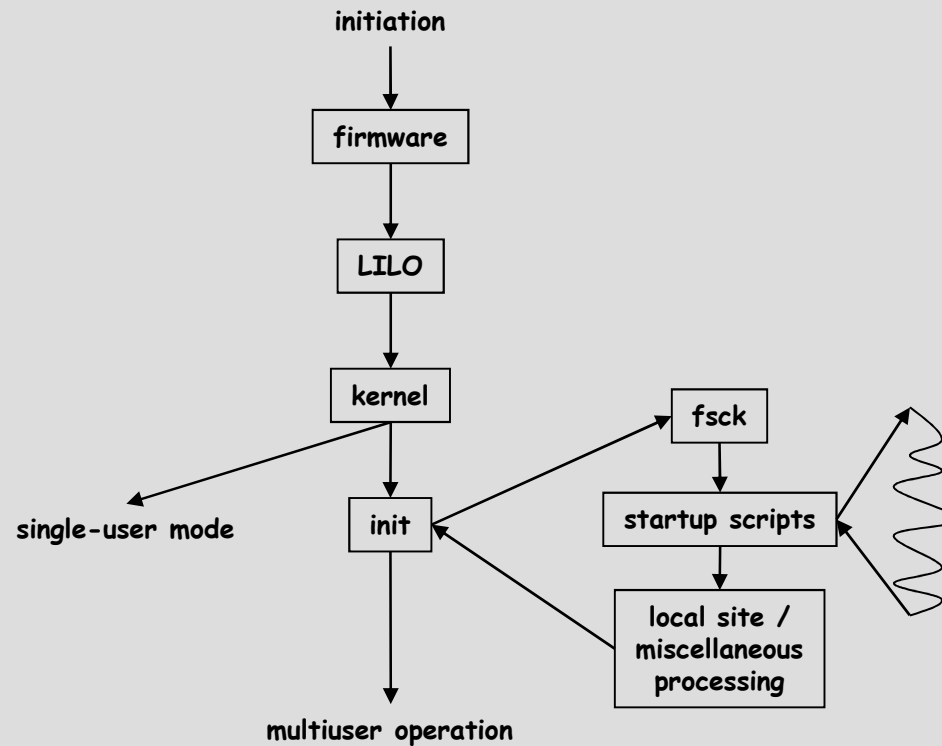 initiation
firmware
LILO
kernel
fsck
single-user mode
init
startup scripts
local site /
miscellaneous
processing
multiuser operation